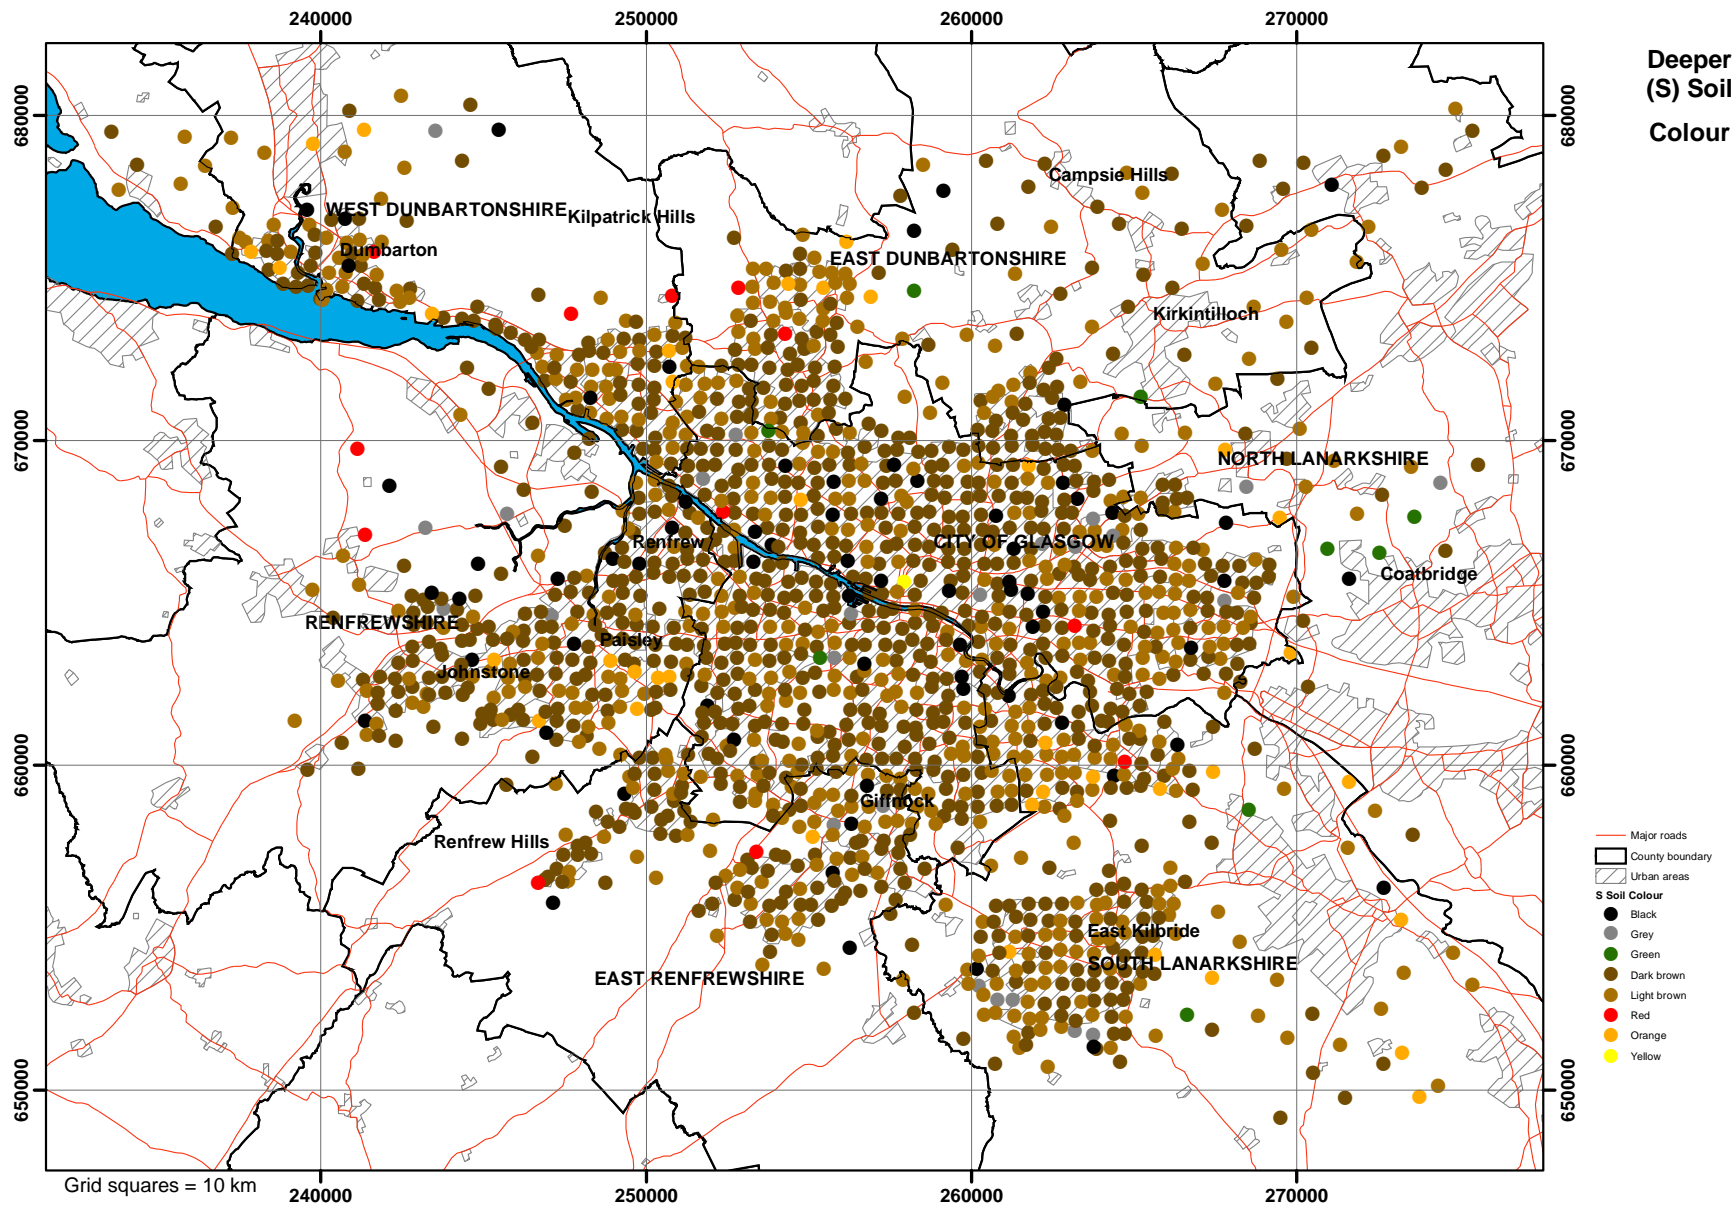 240000
250000
260000
270000
Deeper
(S) Soil
Colour
680000
680000
Campsie Hills
WEST DUNBARTONSHIRE
Kilpatrick Hills
Dumbarton
EAST DUNBARTONSHIRE
Kirkintilloch
670000
670000
NORTH LANARKSHIRE
Renfrew
CITY OF GLASGOW
Coatbridge
RENFREWSHIRE
Paisley
Johnstone
660000
660000
Giffnock
Renfrew Hills
Major roads
County boundary
Urban areas
S Soil Colour
Black
Grey
Green
Dark brown
Light brown
Red
Orange
Yellow
East Kilbride
SOUTH LANARKSHIRE
EAST RENFREWSHIRE
650000
650000
Grid squares = 10 km
240000
250000
260000
270000